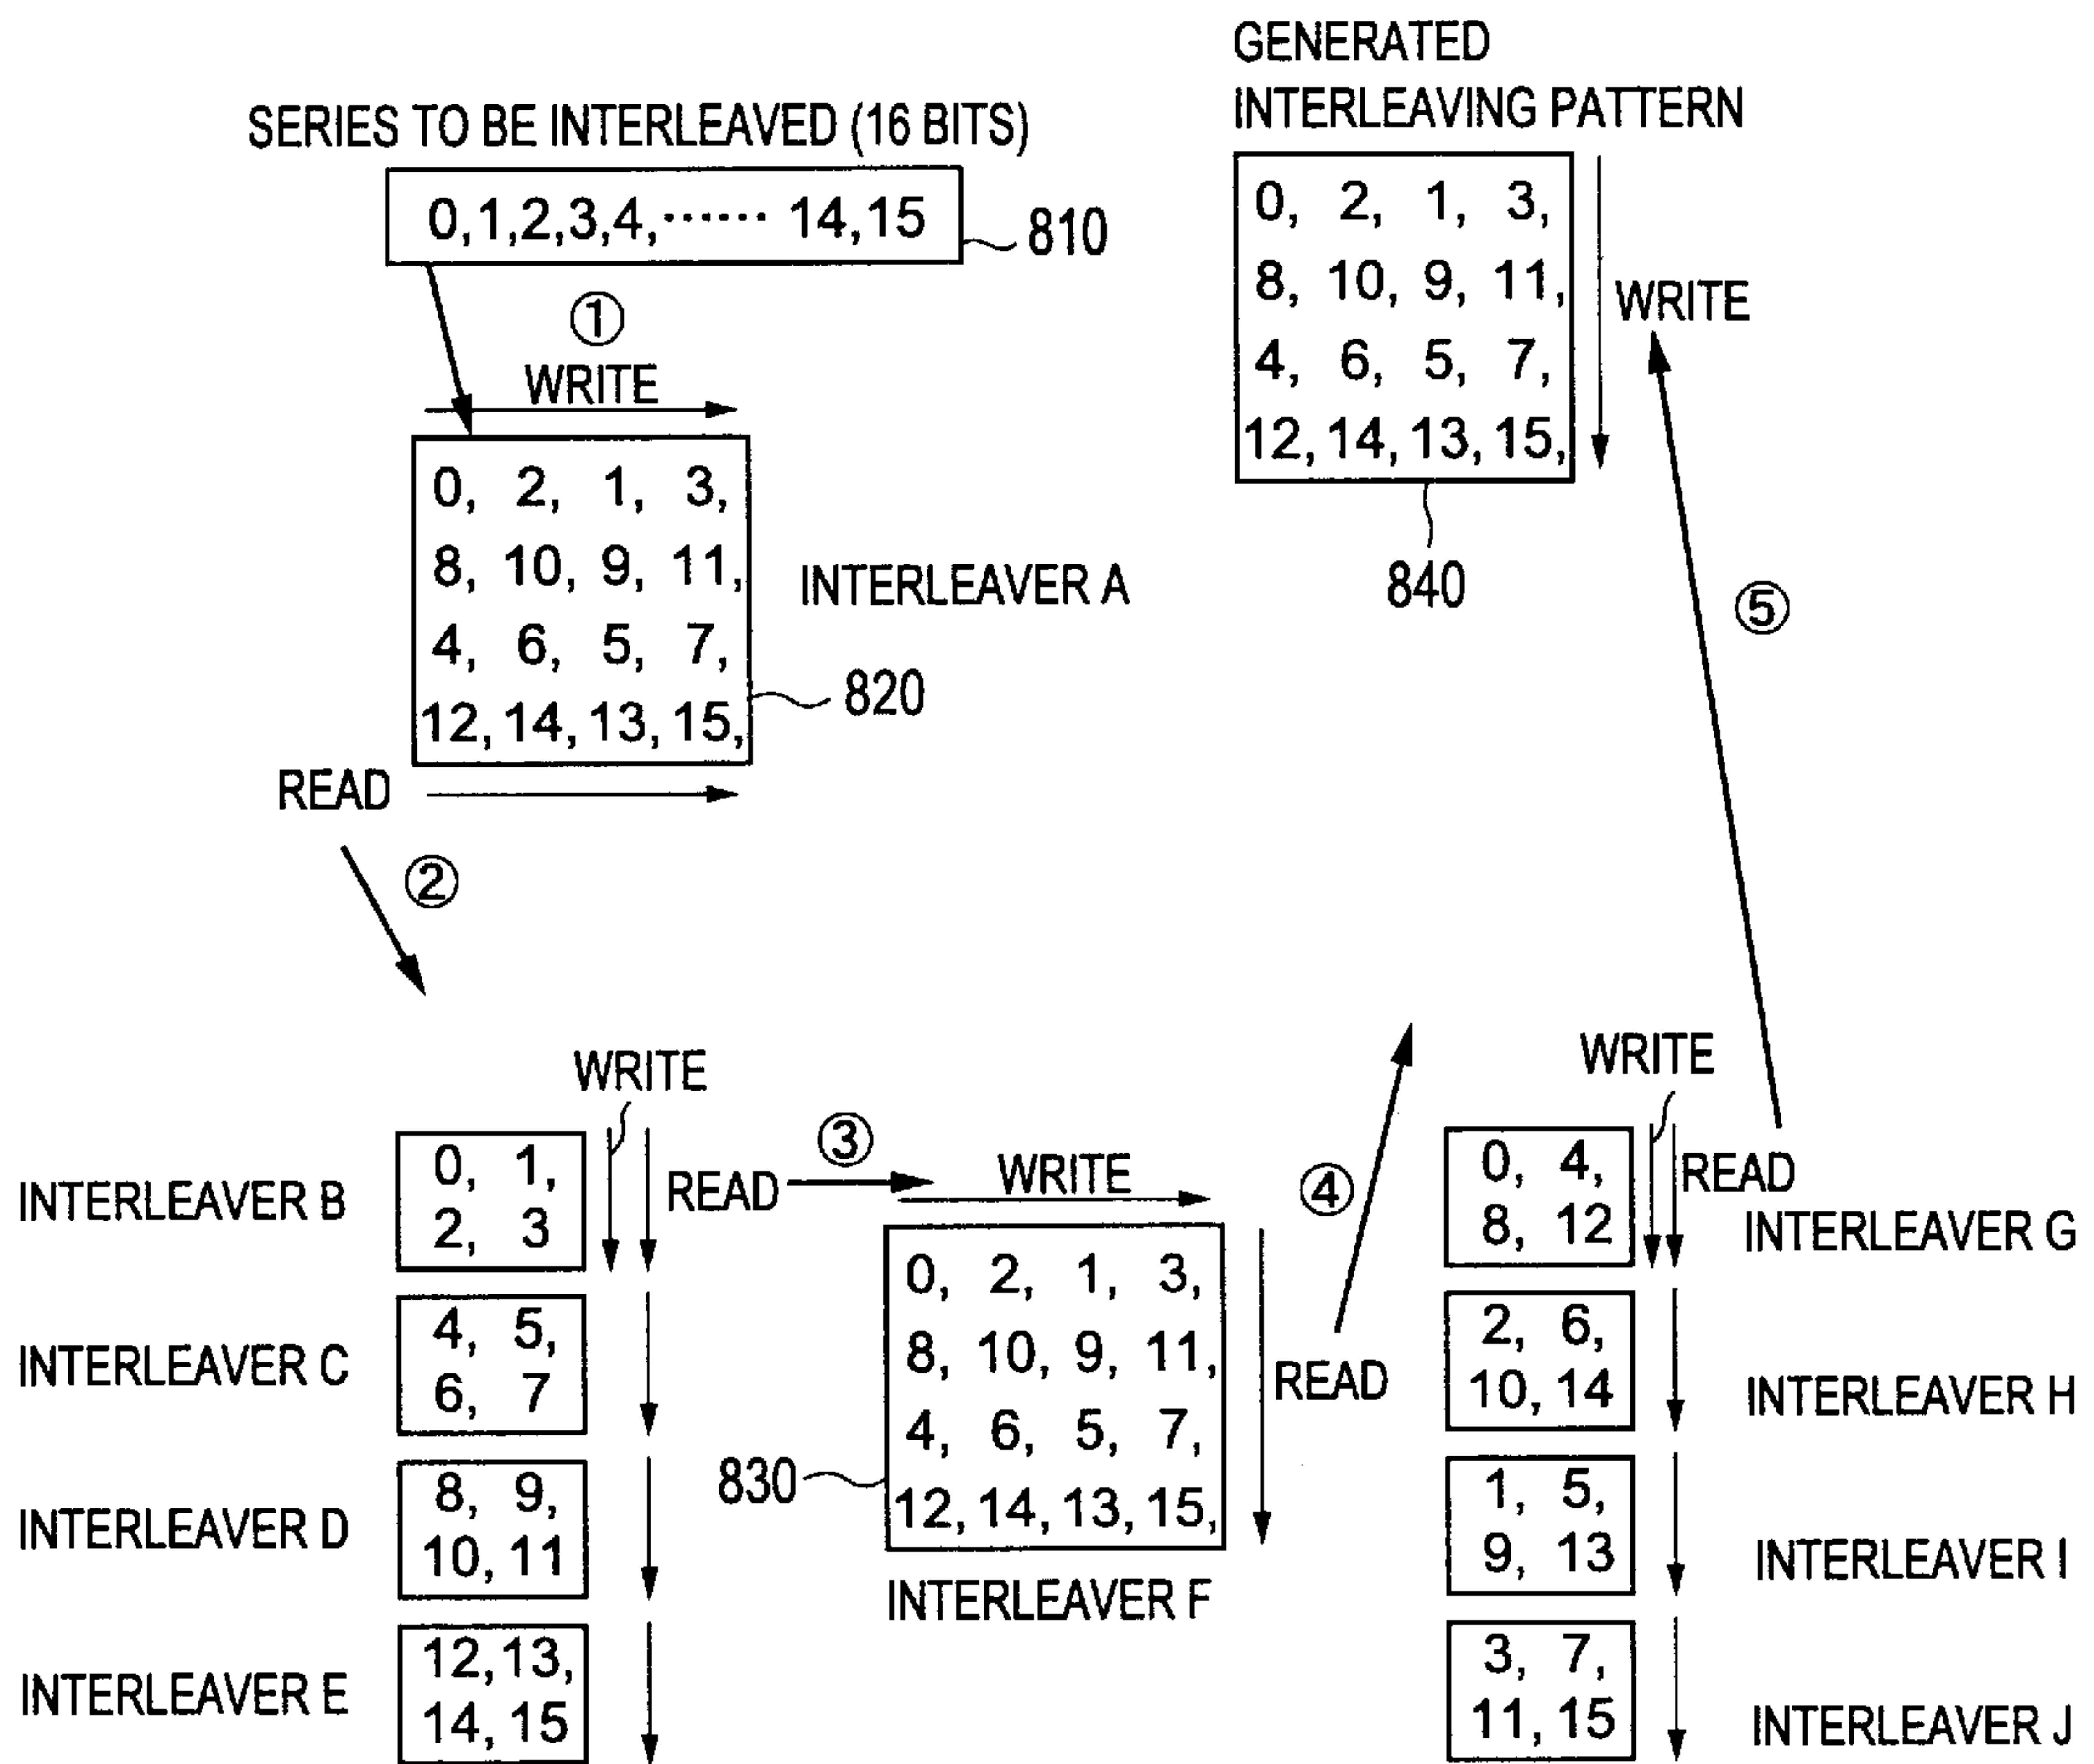 GENERATED
INTERLEAVING PATTERN
SERIES TO BE INTERLEAVED (16 BITS)
0,1,2,3,4,······ 14,15
810
①
WRITE
0, 2, 1, 3,
8, 10, 9, 11,
4, 6, 5, 7,
12, 14, 13, 15,
WRITE
840
⑤
0, 2, 1, 3,
8, 10, 9, 11,
4, 6, 5, 7,
12, 14, 13, 15,
INTERLEAVER A
820
READ
②
WRITE
INTERLEAVER B
0, 1,
2, 3
READ
③
INTERLEAVER C
4, 5,
6, 7
INTERLEAVER D
8, 9,
10, 11
INTERLEAVER E
12, 13,
14, 15
WRITE
0, 2, 1, 3,
8, 10, 9, 11,
4, 6, 5, 7,
12, 14, 13, 15,
830
READ
INTERLEAVER F
④
WRITE
0, 4,
8, 12
READ
INTERLEAVER G
2, 6,
10, 14
INTERLEAVER H
1, 5,
9, 13
INTERLEAVER I
3, 7,
11, 15
INTERLEAVER J